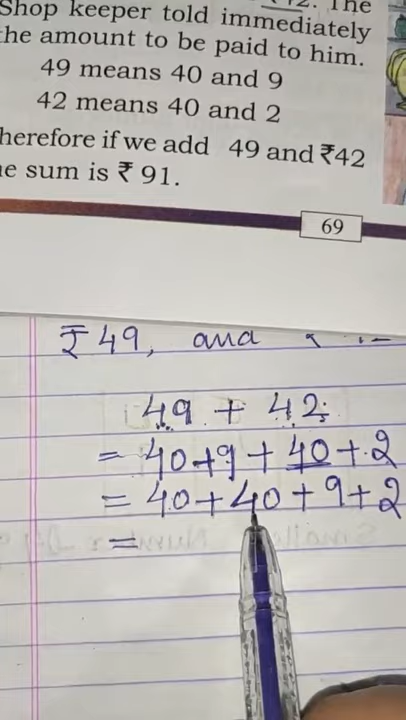 ₹42. The
Shop keeper told immediately
the amount to be paid to him.
49 means 40 and 9
42 means 40 and 2
herefore if we add 49 and ₹42
e sum is ₹ 91.
69
₹49, and
49 + 42
= 40+9 + 40 + 2
= 40 + 40 + 9 + 2
=